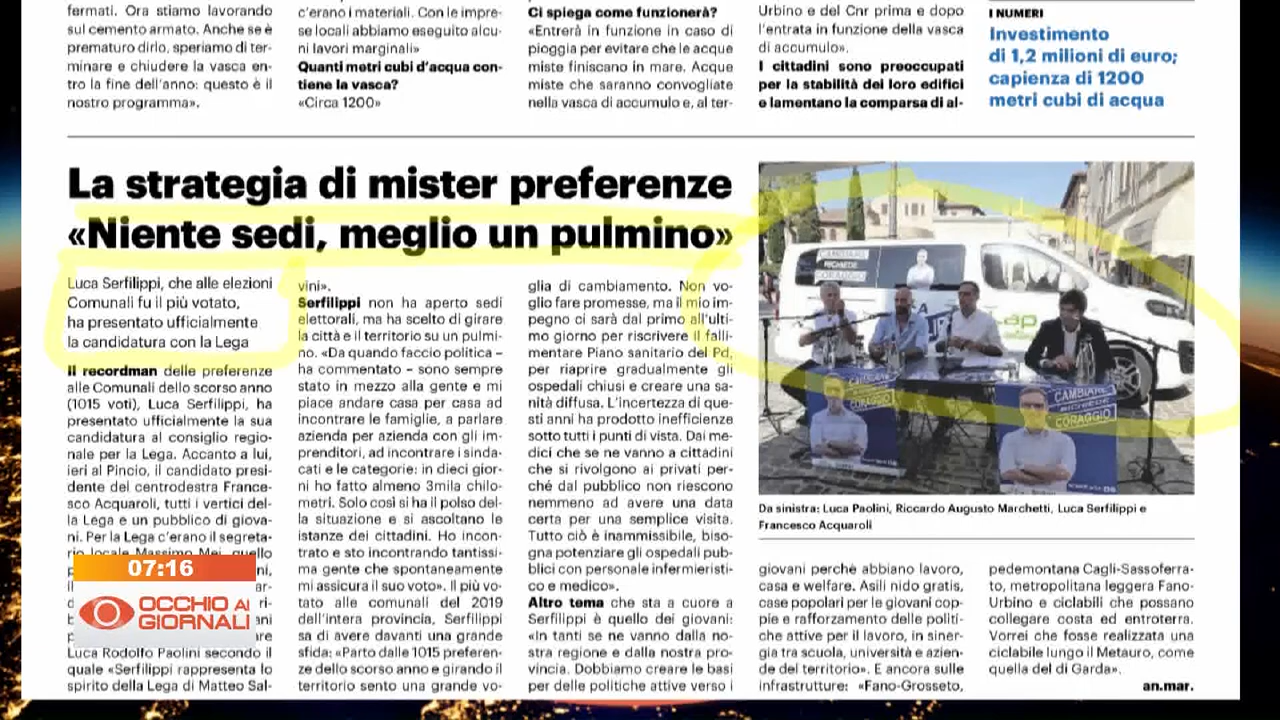 fermati. Ora stiamo lavorando
sul cemento armato. Anche se è
prematuro dirlo, speriamo di ter-
minare e chiudere la vasca en-
tro la fine dell'anno: questo è il
nostro programma».
c'erano i materiali. Con le impre-
se locali abbiamo eseguito alcu-
ni lavori marginali»
Quanti metri cubi d'acqua con-
tiene la vasca?
«Circa 1200»
Ci spiega come funzionerà?
«Entrerà in funzione in caso di
pioggia per evitare che le acque
miste finiscano in mare. Acque
miste che saranno convogliate
nella vasca di accumulo e, al ter-
Urbino e del Cnr prima e dopo
l'entrata in funzione della vasca
di accumulo».
I cittadini sono preoccupati
per la stabilità dei loro edifici
e lamentano la comparsa di al-
I NUMERI
Investimento
di 1,2 milioni di euro;
capienza di 1200
metri cubi di acqua
La strategia di mister preferenze
«Niente sedi, meglio un pulmino»
Luca Serfilippi, che alle elezioni
Comunali fu il più votato,
ha presentato ufficialmente
la candidatura con la Lega
Il recordman delle preferenze
alle Comunali dello scorso anno
(1015 voti), Luca Serfilippi, ha
presentato ufficialmente la sua
candidatura al consiglio regio-
nale per la Lega. Accanto a lui,
ieri al Pincio, il candidato presi-
dente del centrodestra France-
sco Acquaroli, tutti i vertici del-
la Lega e un pubblico di giova-
ni. Per la Lega c'erano il segreta-
rio locale Massimo Mei, quello
Luca Rodolfo Paolini secondo il
quale «Serfilippi rappresenta lo
spirito della Lega di Matteo Sal-
vini».
Serfilippi non ha aperto sedi
elettorali, ma ha scelto di girare
la città e il territorio su un pulmi-
no. «Da quando faccio politica –
ha commentato – sono sempre
stato in mezzo alla gente e mi
piace andare casa per casa ad
incontrare le famiglie, a parlare
azienda per azienda con gli im-
prenditori, ad incontrare i sinda-
cati e le categorie: in dieci gior-
ni ho fatto almeno 3mila chilo-
metri. Solo così si ha il polso del-
la situazione e si ascoltano le
istanze dei cittadini. Ho incon-
trato e sto incontrando tantissi-
ma gente che spontaneamente
mi assicura il suo voto». Il più vo-
tato alle comunali del 2019
dell'intera provincia, Serfilippi
sa di avere davanti una grande
sfida: «Parto dalle 1015 preferen-
ze dello scorso anno e girando il
territorio sento una grande vo-
glia di cambiamento. Non vo-
glio fare promesse, ma il mio im-
pegno ci sarà dal primo all'ulti-
mo giorno per riscrivere il falli-
mentare Piano sanitario del Pd,
per riaprire gradualmente gli
ospedali chiusi e creare una sa-
nità diffusa. L'incertezza di que-
sti anni ha prodotto inefficienze
sotto tutti i punti di vista. Dai me-
dici che se ne vanno a cittadini
che si rivolgono ai privati per-
ché dal pubblico non riescono
nemmeno ad avere una data
certa per una semplice visita.
Tutto ciò è inammissibile, biso-
gna potenziare gli ospedali pub-
blici con personale infermieristi-
co e medico».
Altro tema che sta a cuore a
Serfilippi è quello dei giovani:
«In tanti se ne vanno dalla no-
stra regione e dalla nostra pro-
vincia. Dobbiamo creare le basi
per delle politiche attive verso i
CAMBIARE
RICHIEDE
CORAGGIO
CAMBIARE
RICHIEDE
CORAGGIO
Da sinistra: Luca Paolini, Riccardo Augusto Marchetti, Luca Serfilippi e
Francesco Acquaroli
giovani perché abbiano lavoro,
casa e welfare. Asili nido gratis,
case popolari per le giovani cop-
pie e rafforzamento delle politi-
che attive per il lavoro, in siner-
gia tra scuola, università e azien-
de del territorio». E ancora sulle
infrastrutture: «Fano-Grosseto,
pedemontana Cagli-Sassoferra-
to, metropolitana leggera Fano-
Urbino e ciclabili che possano
collegare costa ed entroterra.
Vorrei che fosse realizzata una
ciclabile lungo il Metauro, come
quella del di Garda».
an.mar.
07:16
OCCHIO AI
GIORNALI